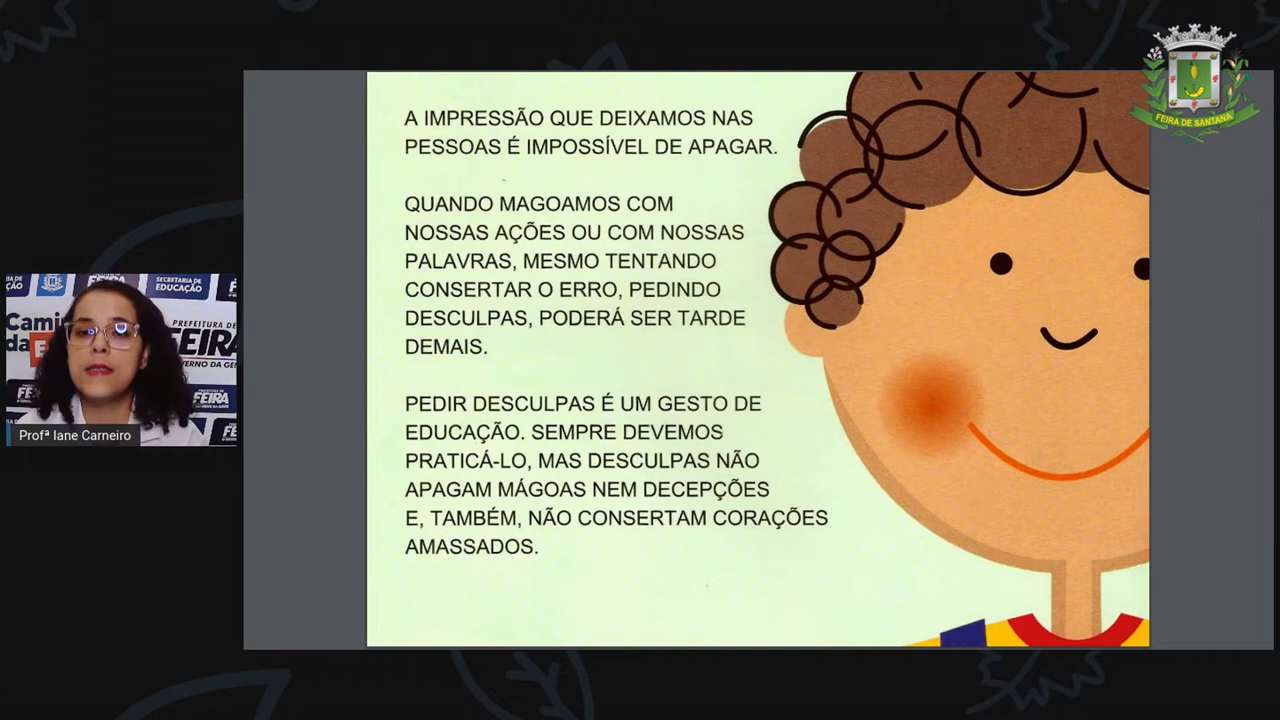 A IMPRESSÃO QUE DEIXAMOS NAS
PESSOAS É IMPOSSÍVEL DE APAGAR.
QUANDO MAGOAMOS COM
NOSSAS AÇÕES OU COM NOSSAS
PALAVRAS, MESMO TENTANDO
CONSERTAR O ERRO, PEDINDO
DESCULPAS, PODERÁ SER TARDE
DEMAIS.
PEDIR DESCULPAS É UM GESTO DE
EDUCAÇÃO. SEMPRE DEVEMOS
PRATICÁ-LO, MAS DESCULPAS NÃO
APAGAM MÁGOAS NEM DECEPÇÕES
E, TAMBÉM, NÃO CONSERTAM CORAÇÕES
AMASSADOS.
FEIRA DE SANTANA
SECRETARIA DE
EDUCAÇÃO
PREFEITURA DE
FEIRA
Profª Iane Carneiro